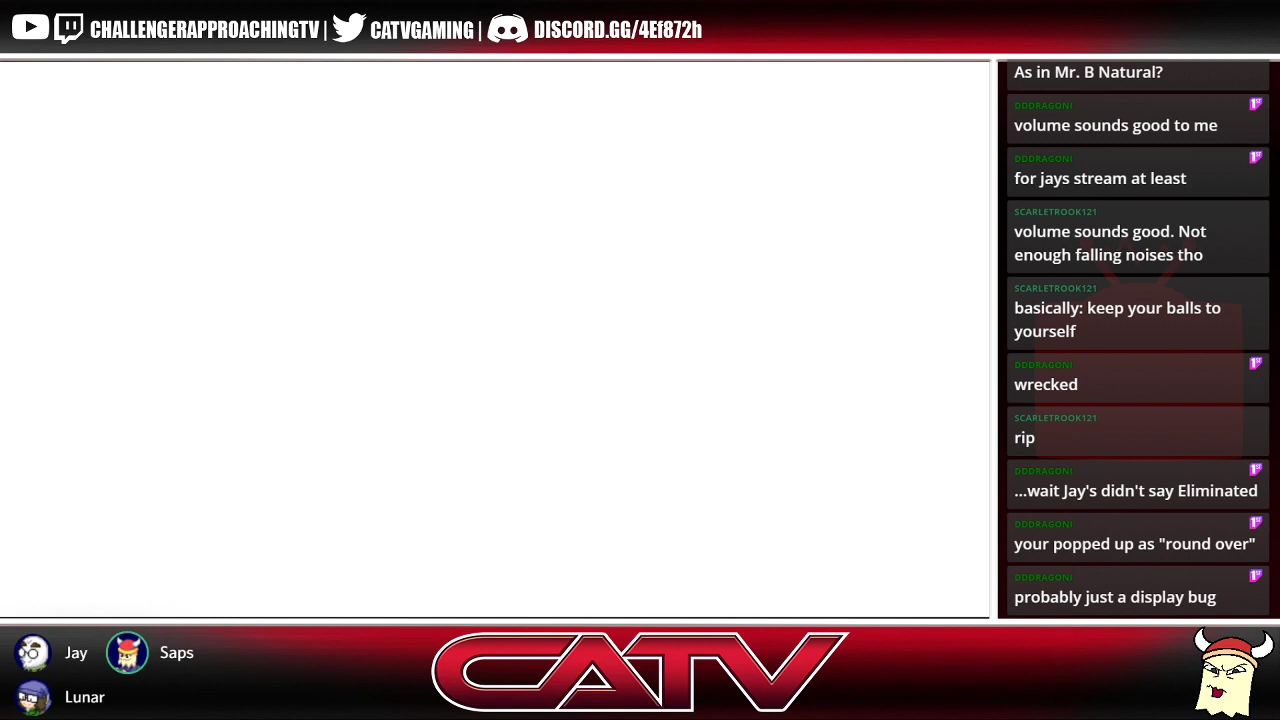 CHALLENGERAPPROACHINGTV | CATVGAMING | DISCORD.GG/4Ef872h
As in Mr. B Natural?
DDDRAGONI
volume sounds good to me
DDDRAGONI
for jays stream at least
SCARLETROOK121
volume sounds good. Not
enough falling noises tho
SCARLETROOK121
basically: keep your balls to
yourself
DDDRAGONI
wrecked
SCARLETROOK121
rip
DDDRAGONI
...wait Jay's didn't say Eliminated
DDDRAGONI
your popped up as "round over"
DDDRAGONI
probably just a display bug
Jay
Saps
Lunar
CATV